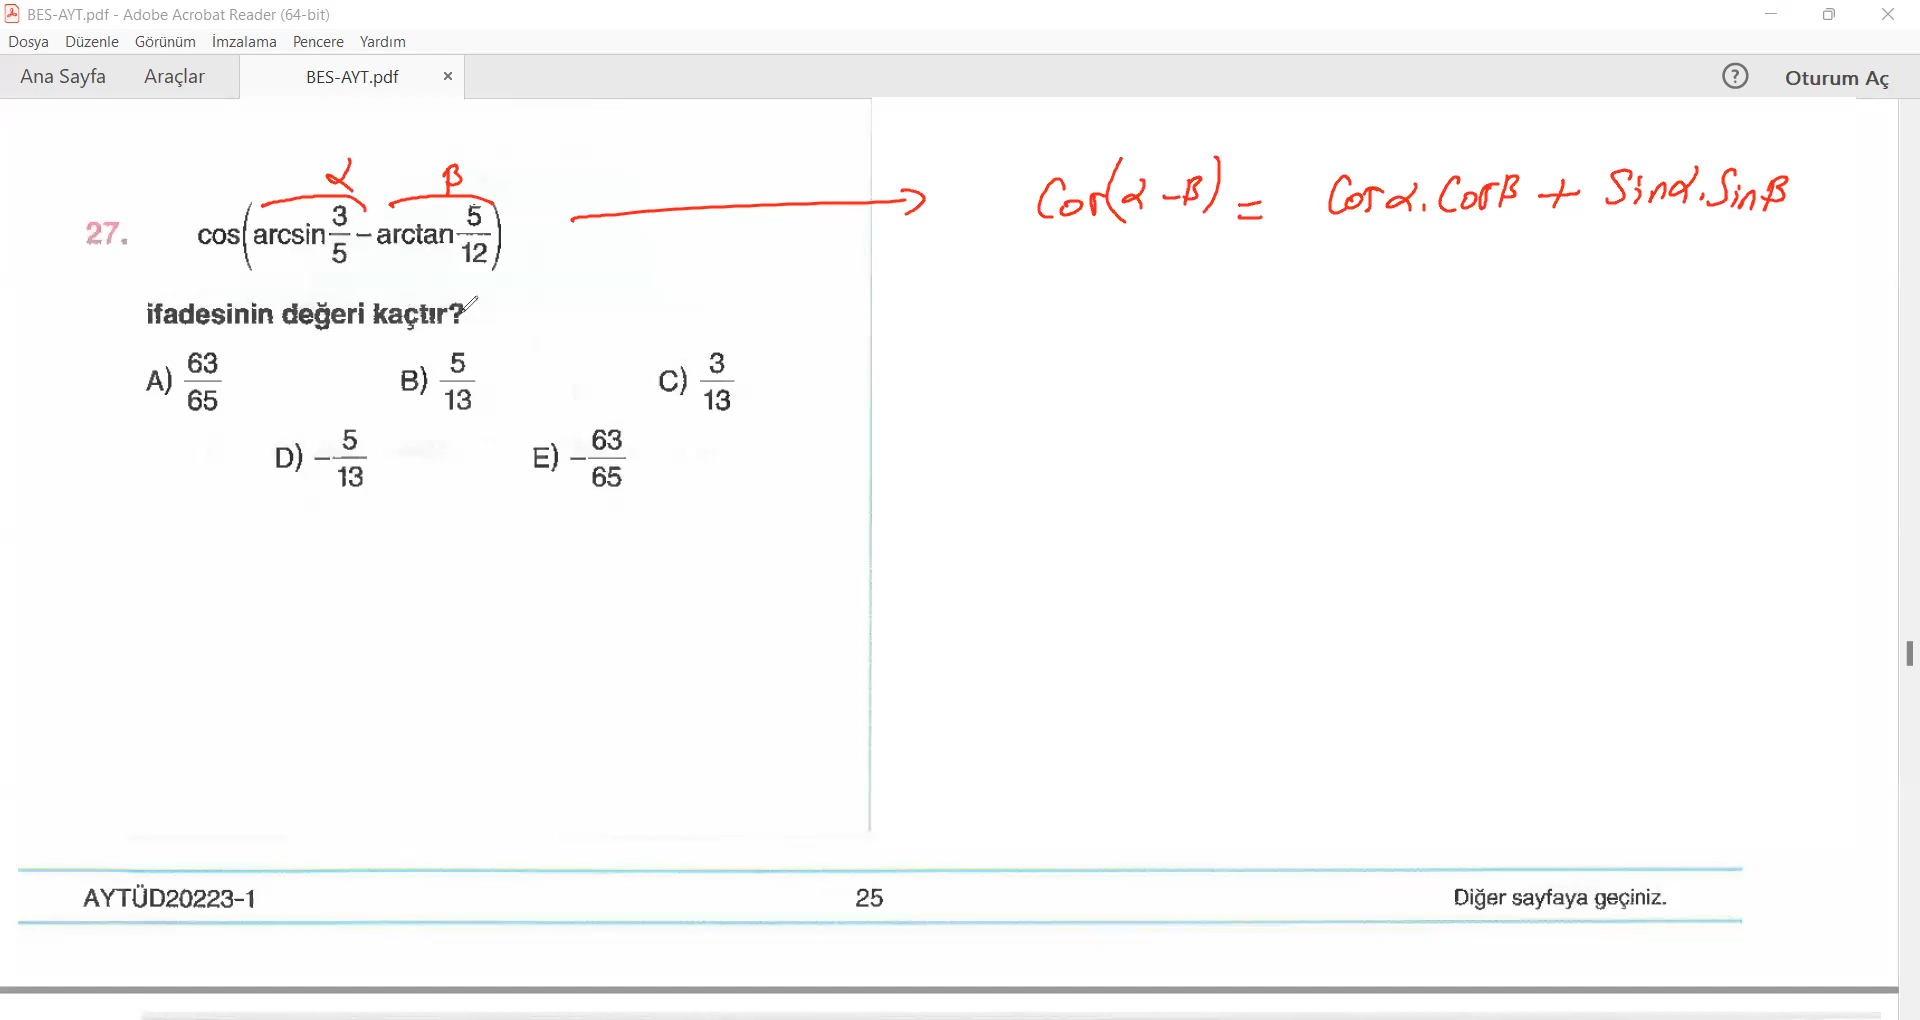 BES-AYT.pdf - Adobe Acrobat Reader (64-bit)
Dosya Düzenle Görünüm İmzalama Pencere Yardım
Ana Sayfa Araçlar BES-AYT.pdf × ? Oturum Aç
α β
Cos(α - β) = Cosα . Cosβ + Sinα . Sinβ
27. cos(arcsin 3/5 – arctan 5/12)
ifadesinin değeri kaçtır?
A) 63/65 B) 5/13 C) 3/13
D) – 5/13 E) – 63/65
AYTÜD20223-1 25 Diğer sayfaya geçiniz.